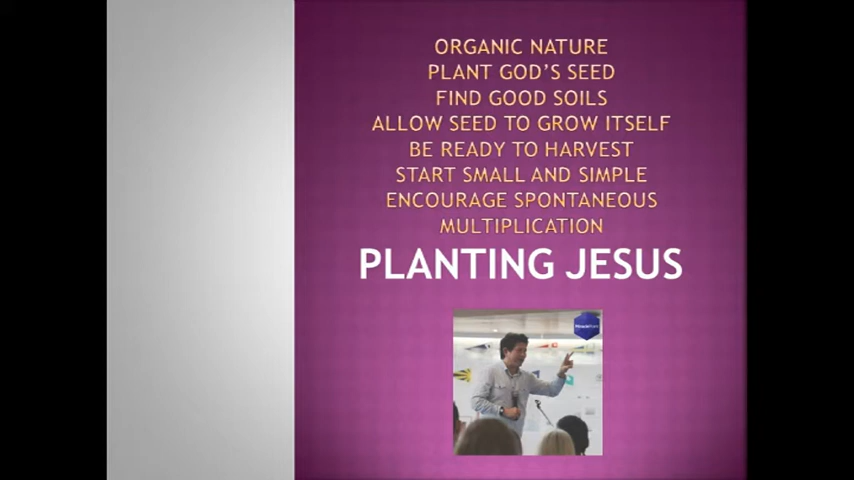 ORGANIC NATURE
PLANT GOD'S SEED
FIND GOOD SOILS
ALLOW SEED TO GROW ITSELF
BE READY TO HARVEST
START SMALL AND SIMPLE
ENCOURAGE SPONTANEOUS
MULTIPLICATION
PLANTING JESUS